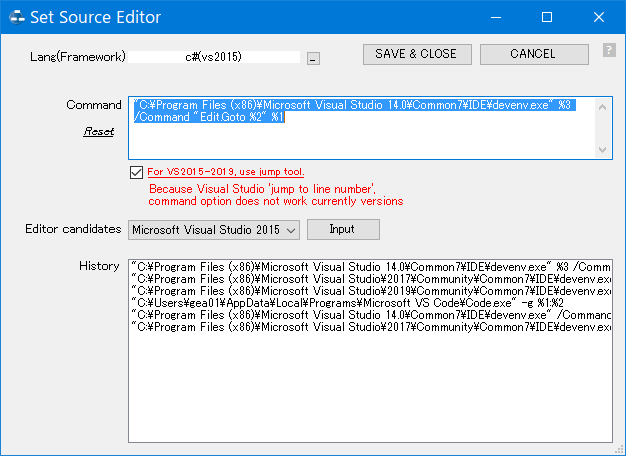 Set Source Editor
Lang(Framework) c#(vs2015) ... SAVE & CLOSE CANCEL ?
Command "C:¥Program Files (x86)¥Microsoft Visual Studio 14.0¥Common7¥IDE¥devenv.exe" %3
/Command "Edit.Goto %2" %1
Reset
For VS2015-2019, use jump tool.
Because Visual Studio 'jump to line number',
command option does not work currently versions
Editor candidates Microsoft Visual Studio 2015 Input
History "C:¥Program Files (x86)¥Microsoft Visual Studio 14.0¥Common7¥IDE¥devenv.exe" %3 /Comm
"C:¥Program Files (x86)¥Microsoft Visual Studio¥2017¥Community¥Common7¥IDE¥devenv.exe
"C:¥Program Files (x86)¥Microsoft Visual Studio¥2019¥Community¥Common7¥IDE¥devenv.exe
"C:¥Users¥gea01¥AppData¥Local¥Programs¥Microsoft VS Code¥Code.exe" -g %1:%2
"C:¥Program Files (x86)¥Microsoft Visual Studio 14.0¥Common7¥IDE¥devenv.exe" /Command
"C:¥Program Files (x86)¥Microsoft Visual Studio¥2017¥Community¥Common7¥IDE¥devenv.exe